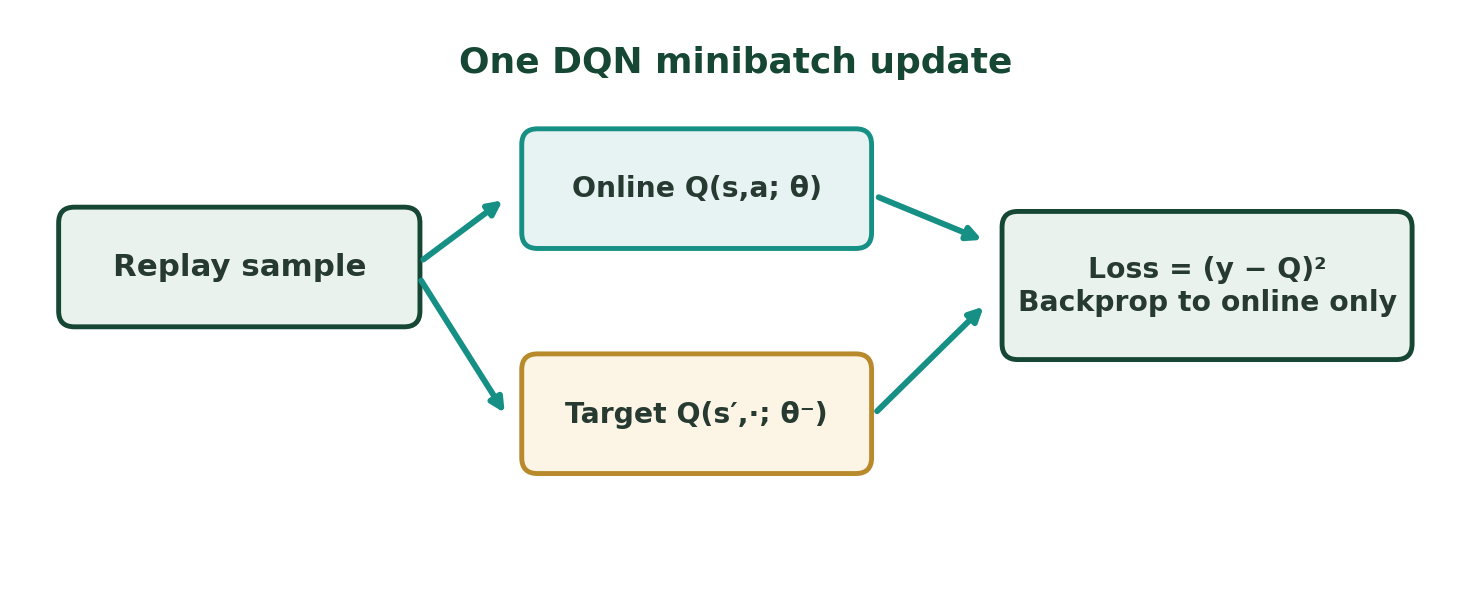 One DQN minibatch update
Replay sample
Online Q(s,a; θ)
Target Q(s′,·; θ⁻)
Loss = (y − Q)²
Backprop to online only